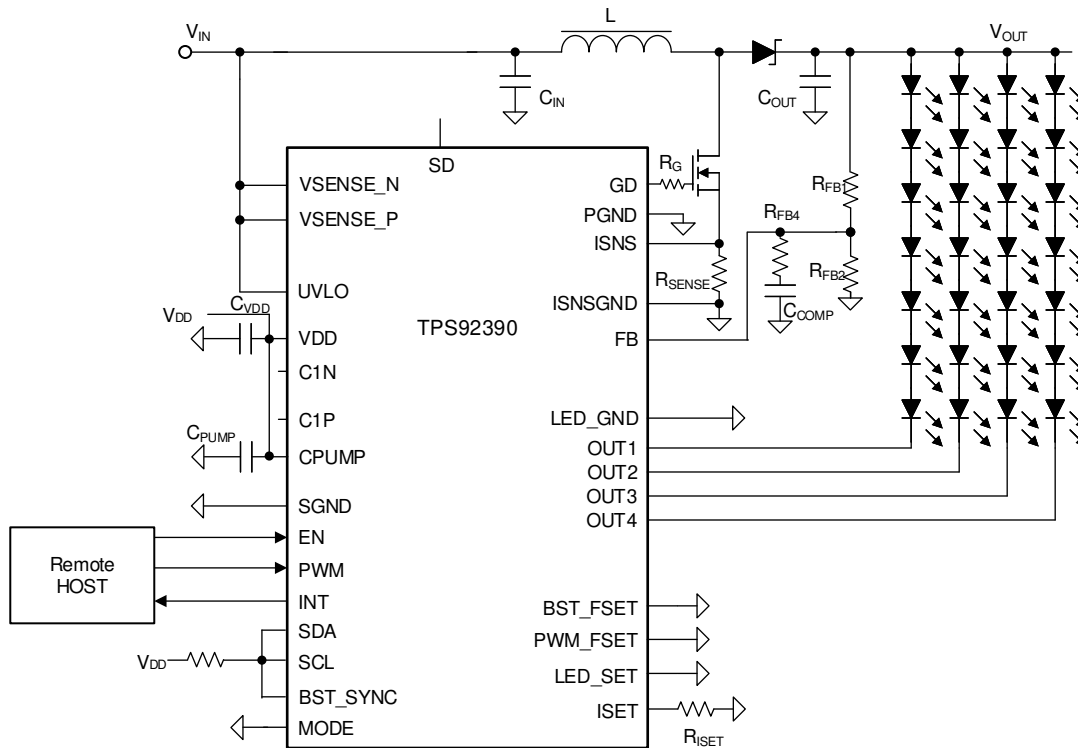 L
VIN
VOUT
CIN
COUT
SD
RG
VSENSE_N
GD
RFB1
VSENSE_P
PGND
RFB4
ISNS
RSENSE
RFB2
UVLO
ISNSGND
CCOMP
CVDD
VDD
TPS92390
VDD
FB
C1N
C1P
LED_GND
CPUMP
CPUMP
OUT1
OUT2
OUT3
SGND
OUT4
EN
Remote
HOST
PWM
INT
BST_FSET
SDA
PWM_FSET
VDD
SCL
LED_SET
BST_SYNC
ISET
MODE
RISET